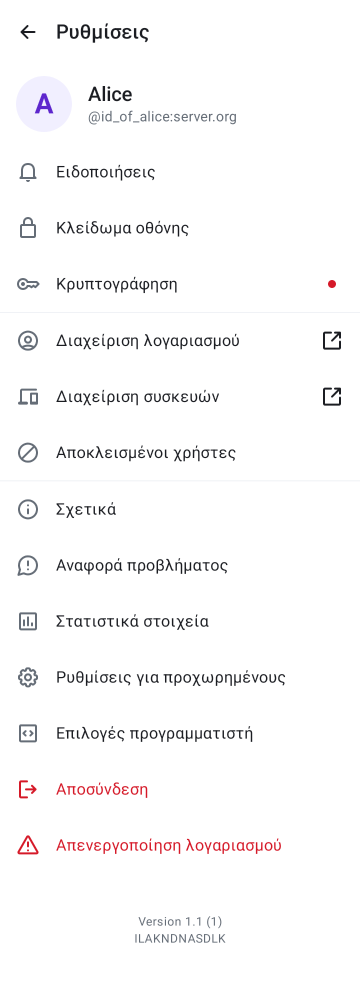 Ρυθμίσεις
A
Alice
@id_of_alice:server.org
Ειδοποιήσεις
Κλείδωμα οθόνης
Κρυπτογράφηση
Διαχείριση λογαριασμού
Διαχείριση συσκευών
Αποκλεισμένοι χρήστες
Σχετικά
Αναφορά προβλήματος
Στατιστικά στοιχεία
Ρυθμίσεις για προχωρημένους
Επιλογές προγραμματιστή
Αποσύνδεση
Απενεργοποίηση λογαριασμού
Version 1.1 (1)
ILAKNDNASDLK